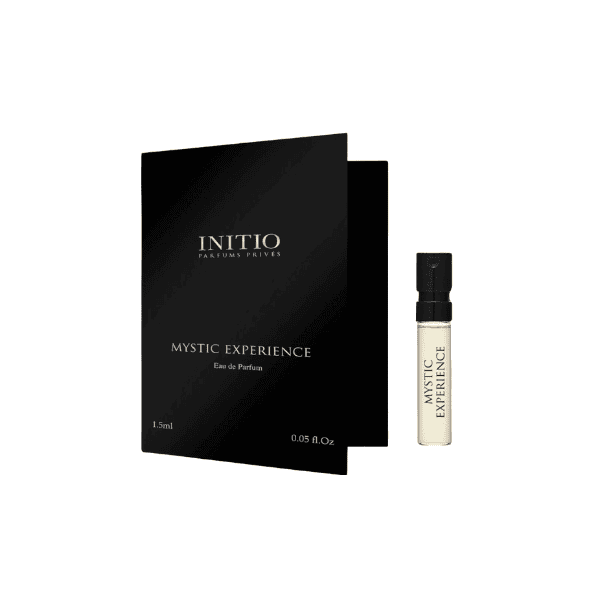 INITIO
PARFUMS PRIVÉS
MYSTIC EXPERIENCE
Eau de Parfum
1.5ml
0.05 fl.Oz
MYSTIC
EXPERIENCE